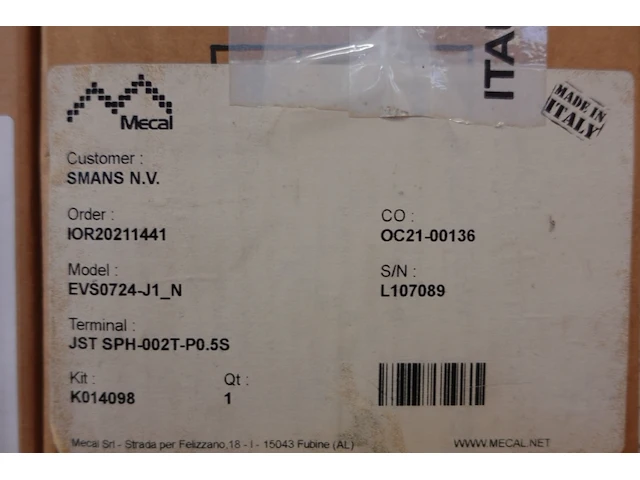 ITA
MADE IN
ITALY
Mecal
Customer :
SMANS N.V.
Order :
IOR20211441
CO :
OC21-00136
Model :
EVS0724-J1_N
S/N :
L107089
Terminal :
JST SPH-002T-P0.5S
Kit :
K014098
Qt :
1
Mecal Srl - Strada per Felizzano,18 - I - 15043 Fubine (AL)
WWW.MECAL.NET